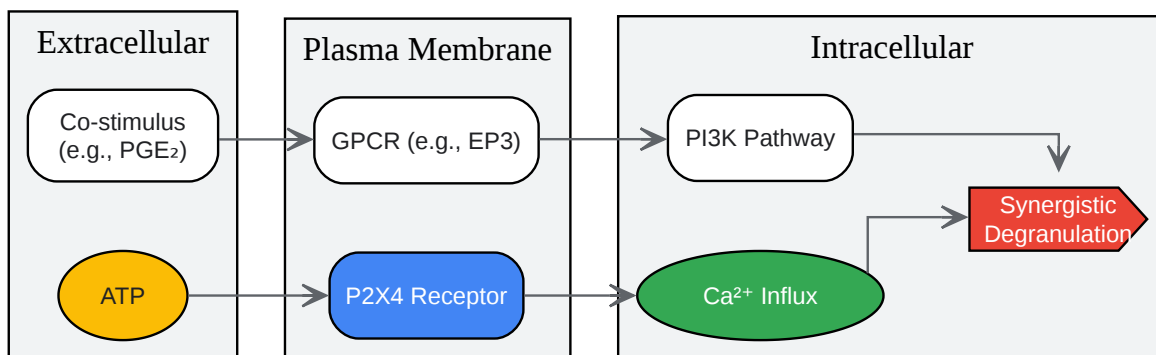 Extracellular
Plasma Membrane
Intracellular
Co-stimulus
(e.g., PGE₂)
GPCR (e.g., EP3)
PI3K Pathway
Synergistic
Degranulation
ATP
P2X4 Receptor
Ca²⁺ Influx